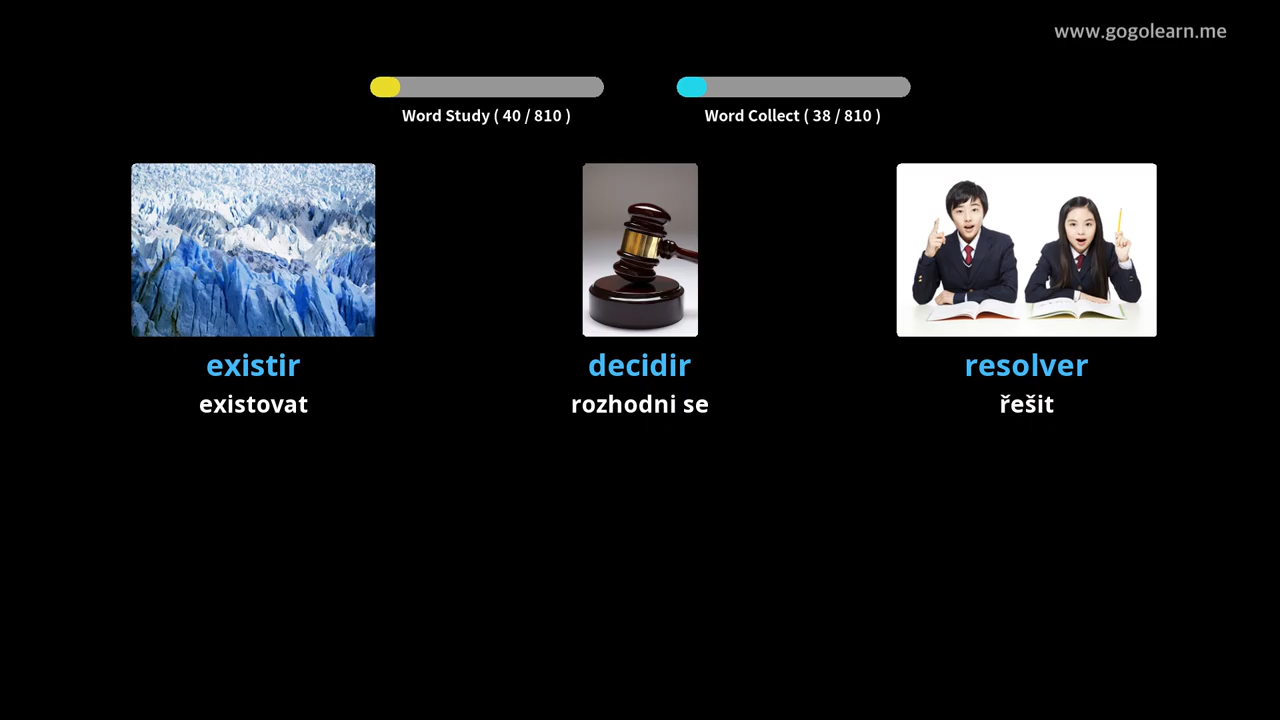 www.gogolearn.me
Word Study ( 40 / 810 )
Word Collect ( 38 / 810 )
existir
existovat
decidir
rozhodni se
resolver
řešit